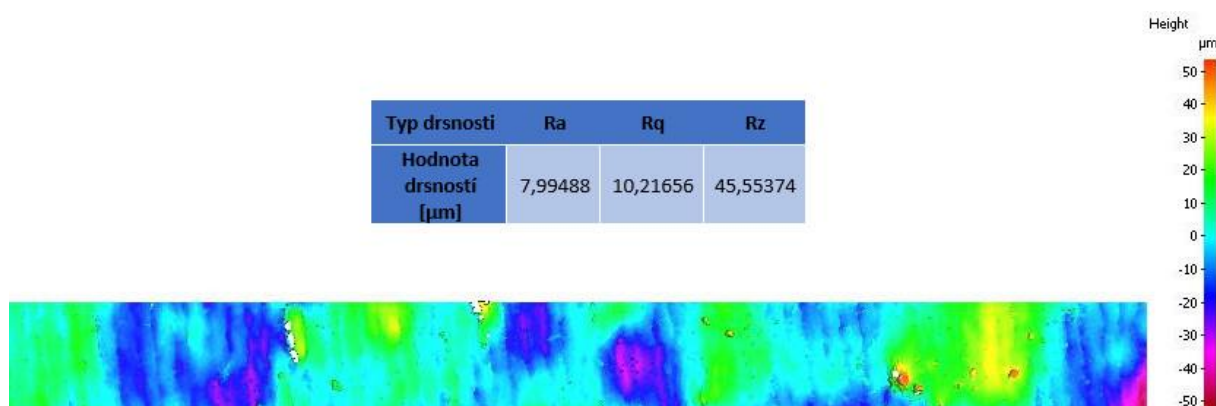 Height
µm
Typ drsnosti Ra Rq Rz
Hodnota
drsností
[µm]
7,99488 10,21656 45,55374
50
40
30
20
10
0
-10
-20
-30
-40
-50